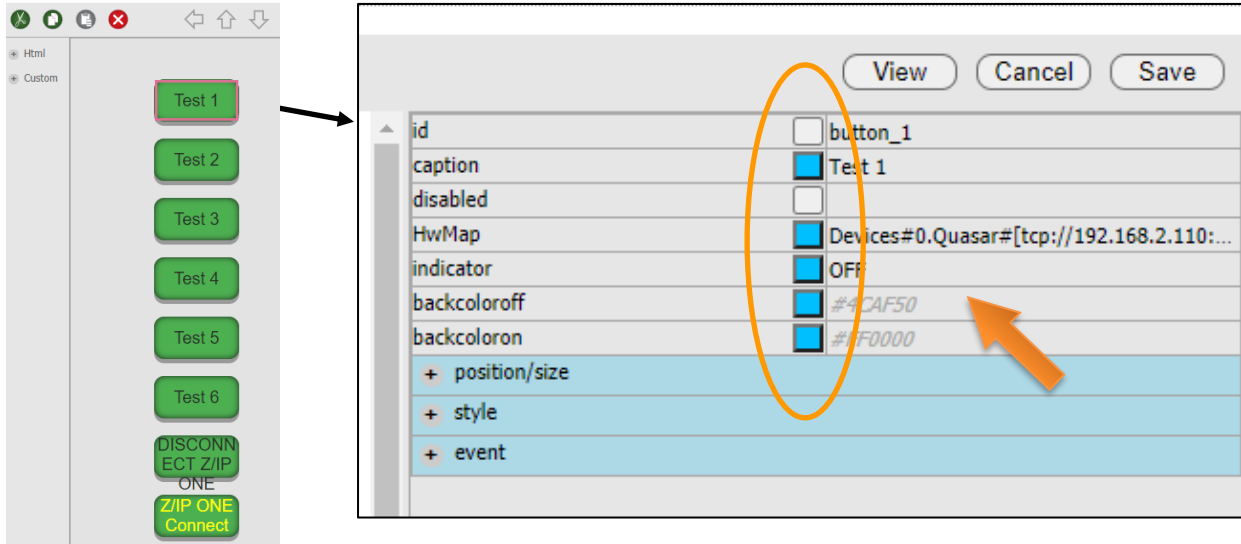 Html
Custom
Test 1
Test 2
Test 3
Test 4
Test 5
Test 6
DISCONN
ECT Z/IP
ONE
Z/IP ONE
Connect
View Cancel Save
id button_1
caption Test 1
disabled
HwMap Devices#0.Quasar#[tcp://192.168.2.110:...
indicator OFF
backcoloroff #4CAF50
backcoloron #FF0000
+ position/size
+ style
+ event